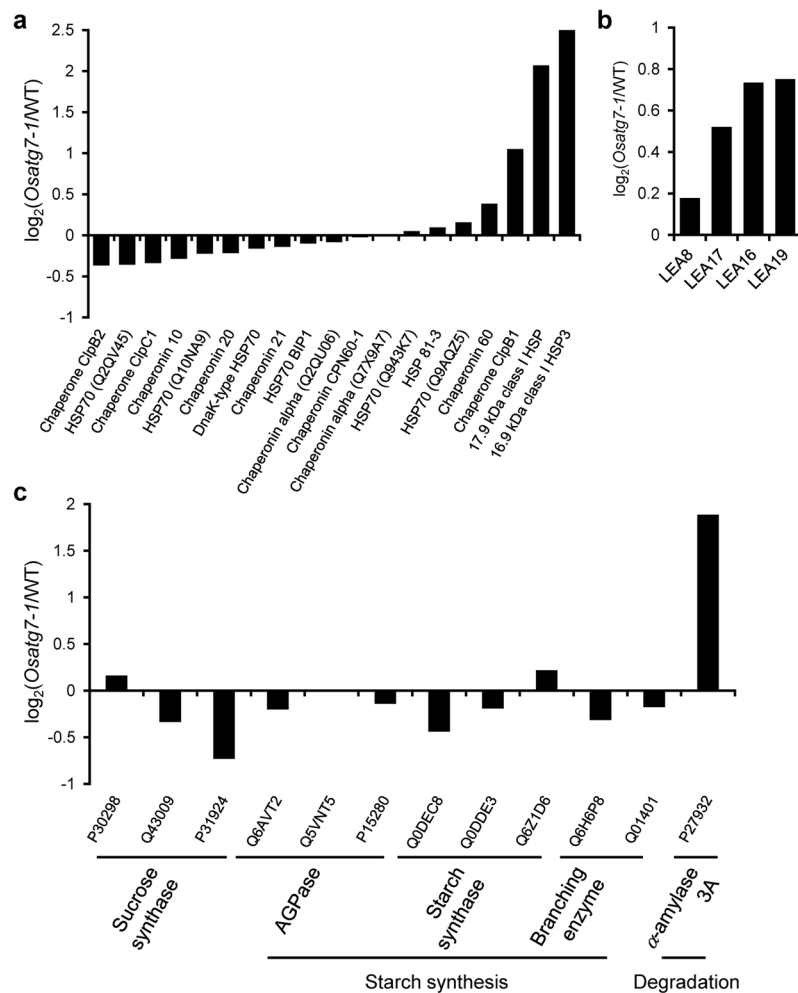 a
log2(Osatg7-1/WT)
2.5
2
1.5
1
0.5
0
-0.5
-1
Chaperone ClpB2
HSP70 (Q2QV45)
Chaperone ClpC1
Chaperonin 10
HSP70 (Q10NA9)
Chaperonin 20
DnaK-type HSP70
Chaperonin 21
HSP70 BIP1
Chaperonin alpha (Q2QU06)
Chaperonin CPN60-1
Chaperonin alpha (Q7X9A7)
HSP70 (Q943K7)
HSP 81-3
HSP70 (Q9AQZ5)
Chaperonin 60
Chaperone ClpB1
17.9 kDa class I HSP
16.9 kDa class I HSP3
b
log2(Osatg7-1/WT)
1
0.8
0.6
0.4
0.2
0
LEA8
LEA17
LEA16
LEA19
c
log2(Osatg7-1/WT)
2
1.5
1
0.5
0
-0.5
-1
P30298
Q43009
P31924
Q6AVT2
Q5VNT5
P15280
Q0DEC8
Q0DDE3
Q6Z1D6
Q6H6P8
Q01401
P27932
Sucrose
synthase
AGPase
Starch
synthase
Branching
enzyme
α-amylase
3A
Starch synthesis
Degradation